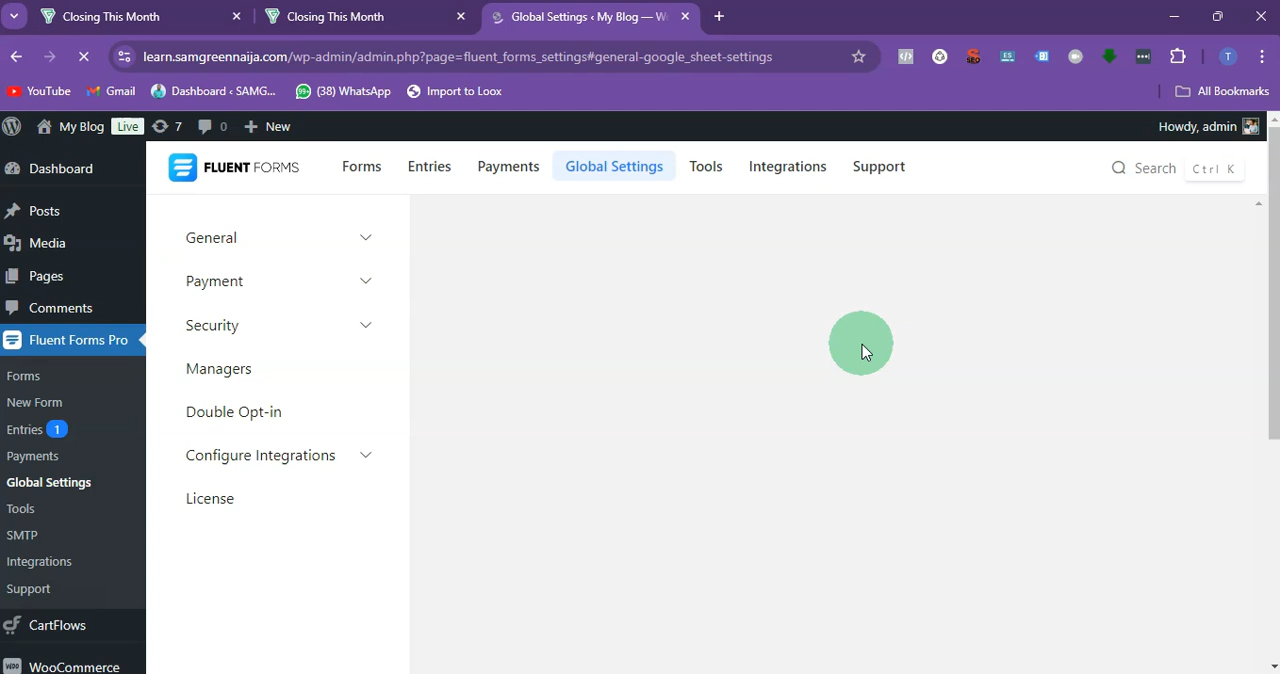 Closing This Month
Closing This Month
Global Settings ‹ My Blog — W
learn.samgreennaija.com/wp-admin/admin.php?page=fluent_forms_settings#general-google_sheet-settings
YouTube
Gmail
Dashboard ‹ SAMG...
(38) WhatsApp
Import to Loox
All Bookmarks
My Blog
Live
7
0
New
Howdy, admin
Dashboard
Posts
Media
Pages
Comments
Fluent Forms Pro
Forms
New Form
Entries 1
Payments
Global Settings
Tools
SMTP
Integrations
Support
CartFlows
WooCommerce
FLUENT FORMS
Forms
Entries
Payments
Global Settings
Tools
Integrations
Support
Search
Ctrl K
General
Payment
Security
Managers
Double Opt-in
Configure Integrations
License